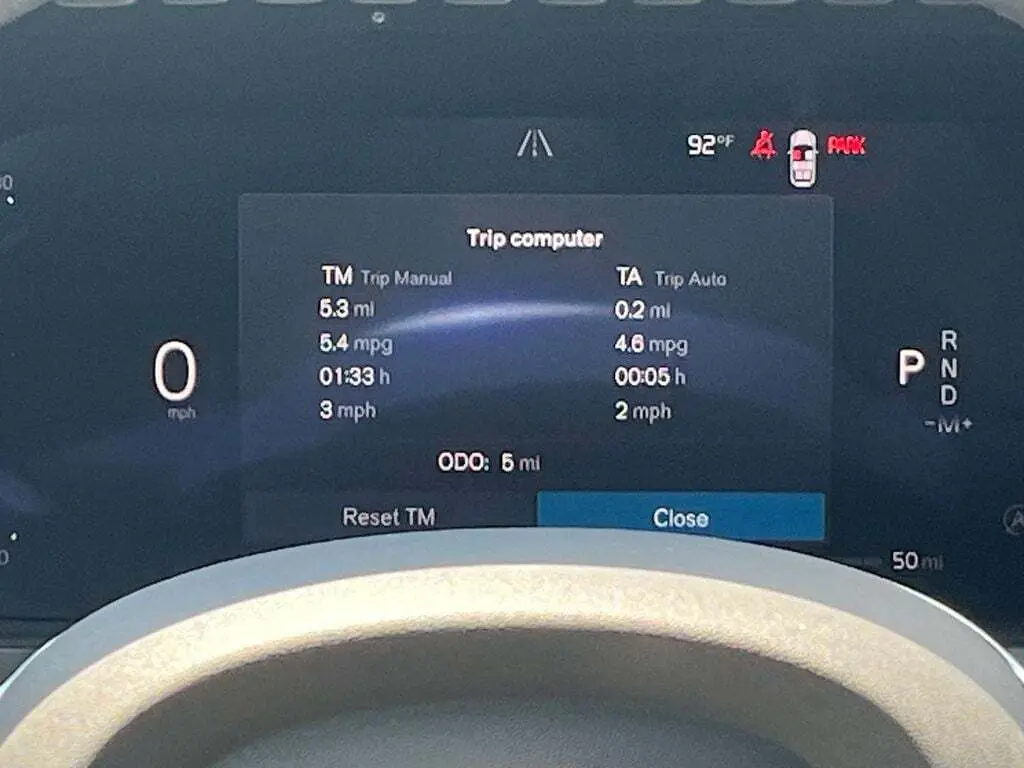 92°F PARK
Trip computer
TM Trip Manual TA Trip Auto
5.3 mi 0.2 mi
5.4 mpg 4.6 mpg
01:33 h 00:05 h
3 mph 2 mph
0
mph
P
R
N
D
-M+
ODO: 5 mi
Reset TM Close
50 mi